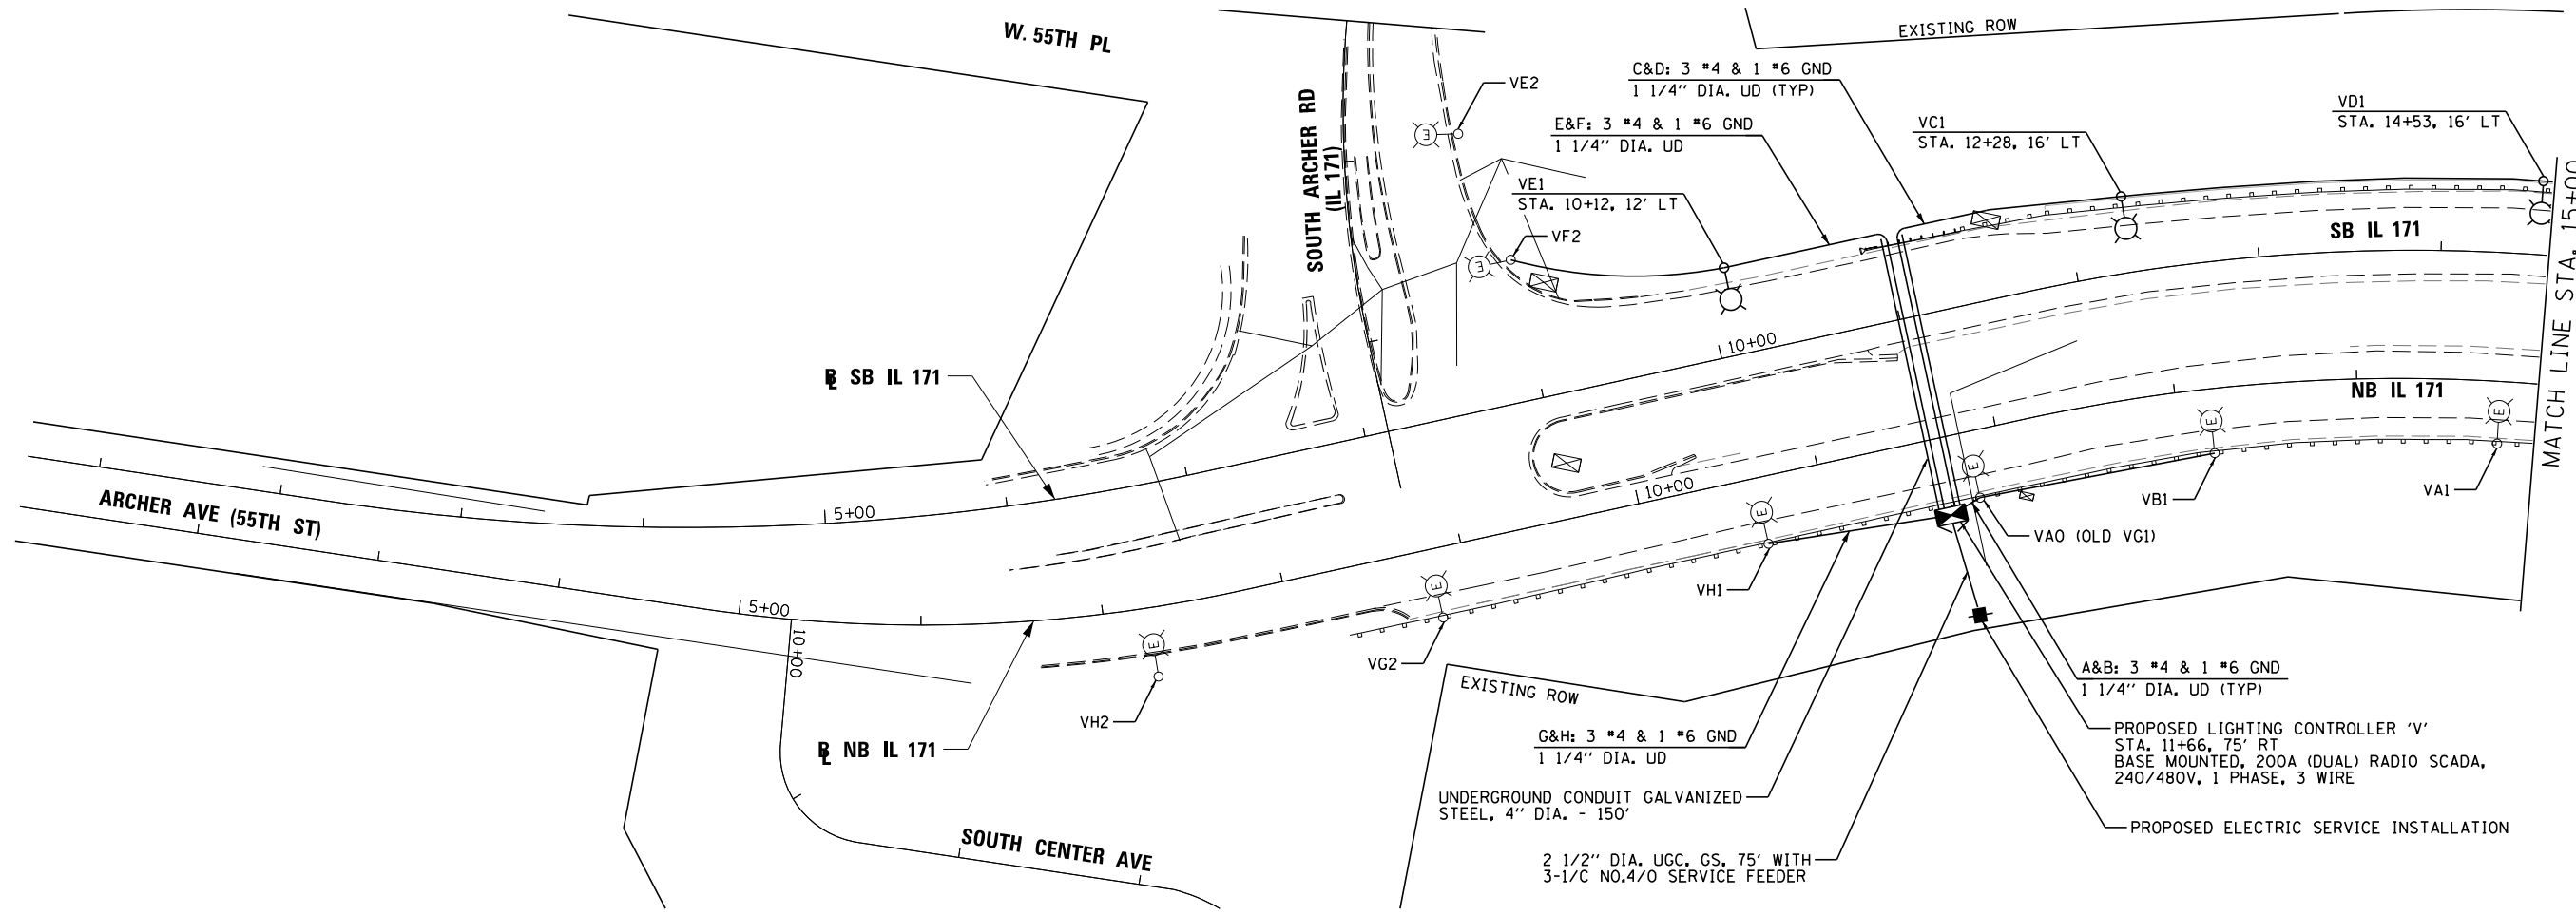 W. 55TH PL
EXISTING ROW
SOUTH ARCHER RD
(IL 171)
VE2
C&D: 3 #4 & 1 #6 GND
1 1/4" DIA. UD (TYP)
E&F: 3 #4 & 1 #6 GND
1 1/4" DIA. UD
VC1
STA. 12+28, 16' LT
VD1
STA. 14+53, 16' LT
VE1
STA. 10+12, 12' LT
VF2
E
E
SB IL 171
MATCH LINE STA. 15+00
10+00
BL SB IL 171
NB IL 171
E
E
E
E
E
E
10+00
ARCHER AVE (55TH ST)
5+00
VB1
VA1
VA0 (OLD VG1)
VH1
5+00
10+00
E
VG2
VH2
EXISTING ROW
BL NB IL 171
A&B: 3 #4 & 1 #6 GND
1 1/4" DIA. UD (TYP)
G&H: 3 #4 & 1 #6 GND
1 1/4" DIA. UD
PROPOSED LIGHTING CONTROLLER 'V'
STA. 11+66, 75' RT
BASE MOUNTED, 200A (DUAL) RADIO SCADA,
240/480V, 1 PHASE, 3 WIRE
UNDERGROUND CONDUIT GALVANIZED
STEEL, 4" DIA. - 150'
PROPOSED ELECTRIC SERVICE INSTALLATION
SOUTH CENTER AVE
2 1/2" DIA. UGC, GS, 75' WITH
3-1/C NO.4/0 SERVICE FEEDER